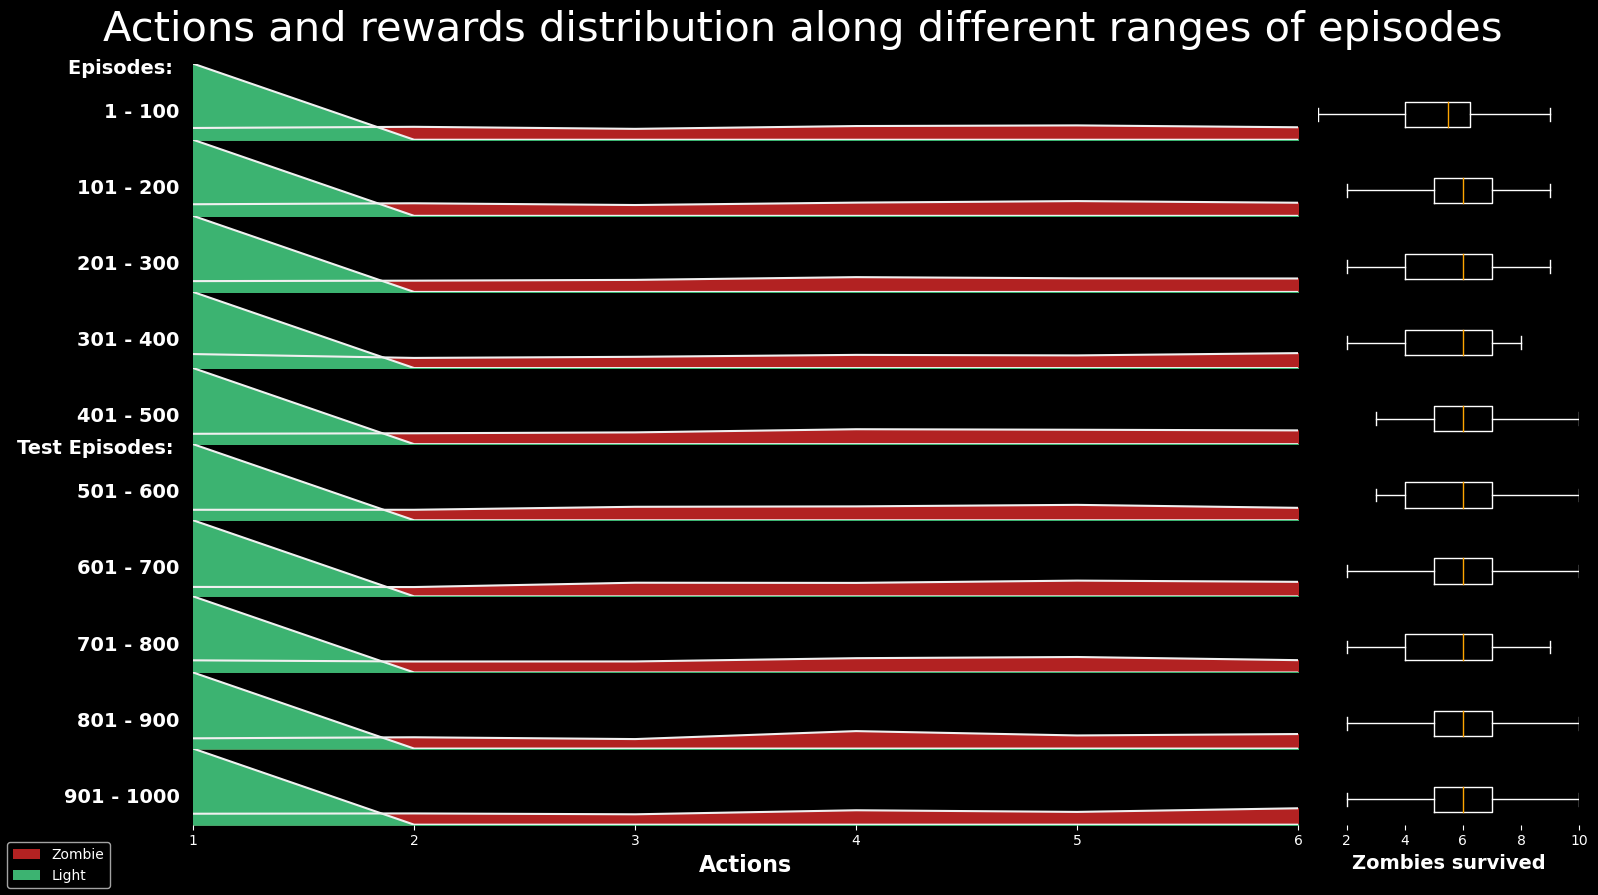 Actions and rewards distribution along different ranges of episodes
Episodes:
1 - 100
101 - 200
201 - 300
301 - 400
401 - 500
Test Episodes:
501 - 600
601 - 700
701 - 800
801 - 900
901 - 1000
1 2 3 4 5 6
2 4 6 8 10
Actions
Zombies survived
Zombie
Light